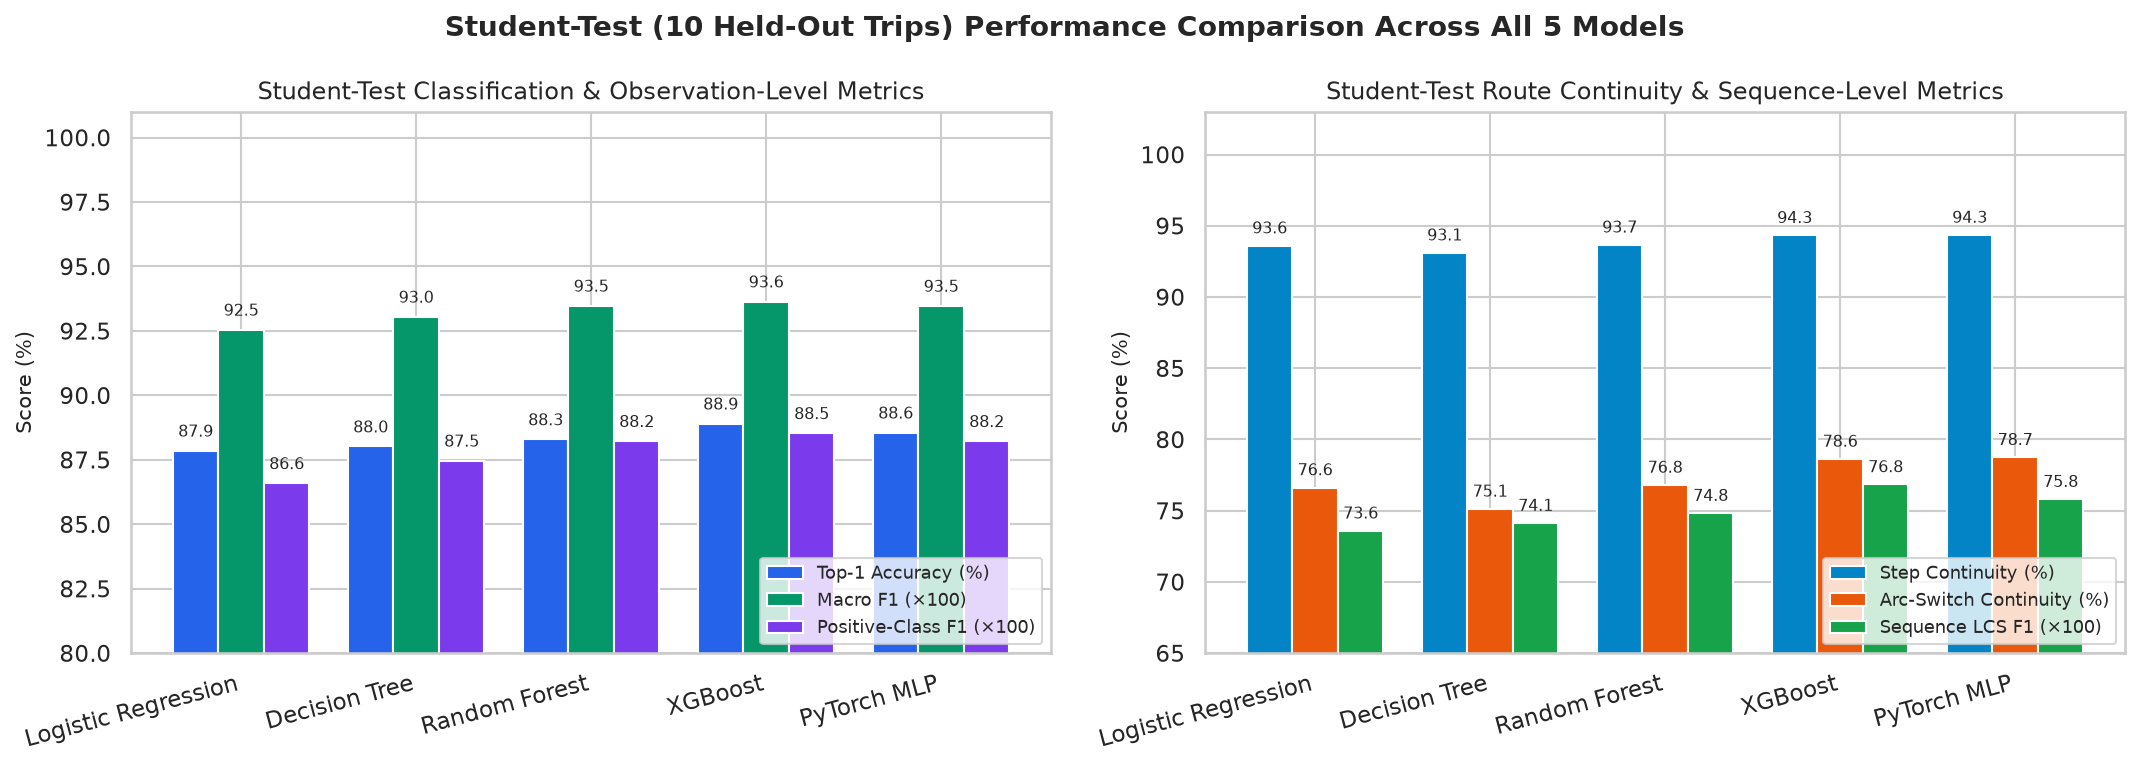 Student-Test (10 Held-Out Trips) Performance Comparison Across All 5 Models
Student-Test Classification & Observation-Level Metrics
Score (%)
100.0
97.5
95.0
92.5
90.0
87.5
85.0
82.5
80.0
87.9
92.5
86.6
88.0
93.0
87.5
88.3
93.5
88.2
88.9
93.6
88.5
88.6
93.5
88.2
Top-1 Accuracy (%)
Macro F1 (×100)
Positive-Class F1 (×100)
Logistic Regression
Decision Tree
Random Forest
XGBoost
PyTorch MLP
Student-Test Route Continuity & Sequence-Level Metrics
Score (%)
100
95
90
85
80
75
70
65
93.6
76.6
73.6
93.1
75.1
74.1
93.7
76.8
74.8
94.3
78.6
76.8
94.3
78.7
75.8
Step Continuity (%)
Arc-Switch Continuity (%)
Sequence LCS F1 (×100)
Logistic Regression
Decision Tree
Random Forest
XGBoost
PyTorch MLP